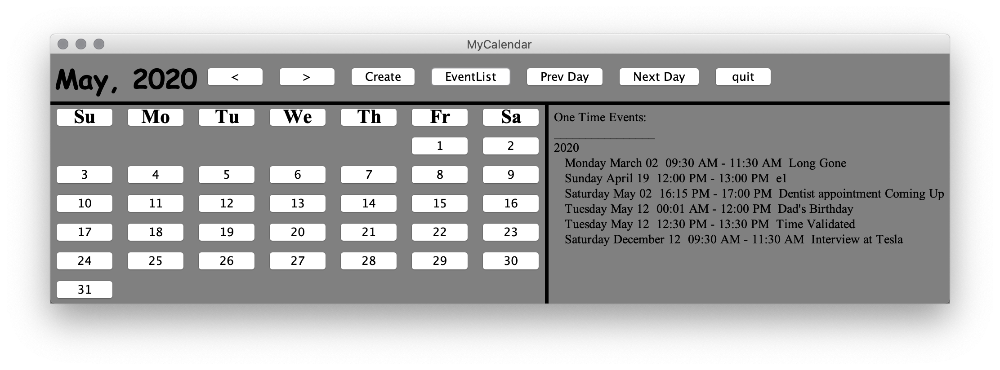 MyCalendar
May, 2020 < > Create EventList Prev Day Next Day quit
Su Mo Tu We Th Fr Sa
1 2
3 4 5 6 7 8 9
10 11 12 13 14 15 16
17 18 19 20 21 22 23
24 25 26 27 28 29 30
31
One Time Events:
________________
2020
Monday March 02 09:30 AM - 11:30 AM Long Gone
Sunday April 19 12:00 PM - 13:00 PM e1
Saturday May 02 16:15 PM - 17:00 PM Dentist appointment Coming Up
Tuesday May 12 00:01 AM - 12:00 PM Dad's Birthday
Tuesday May 12 12:30 PM - 13:30 PM Time Validated
Saturday December 12 09:30 AM - 11:30 AM Interview at Tesla